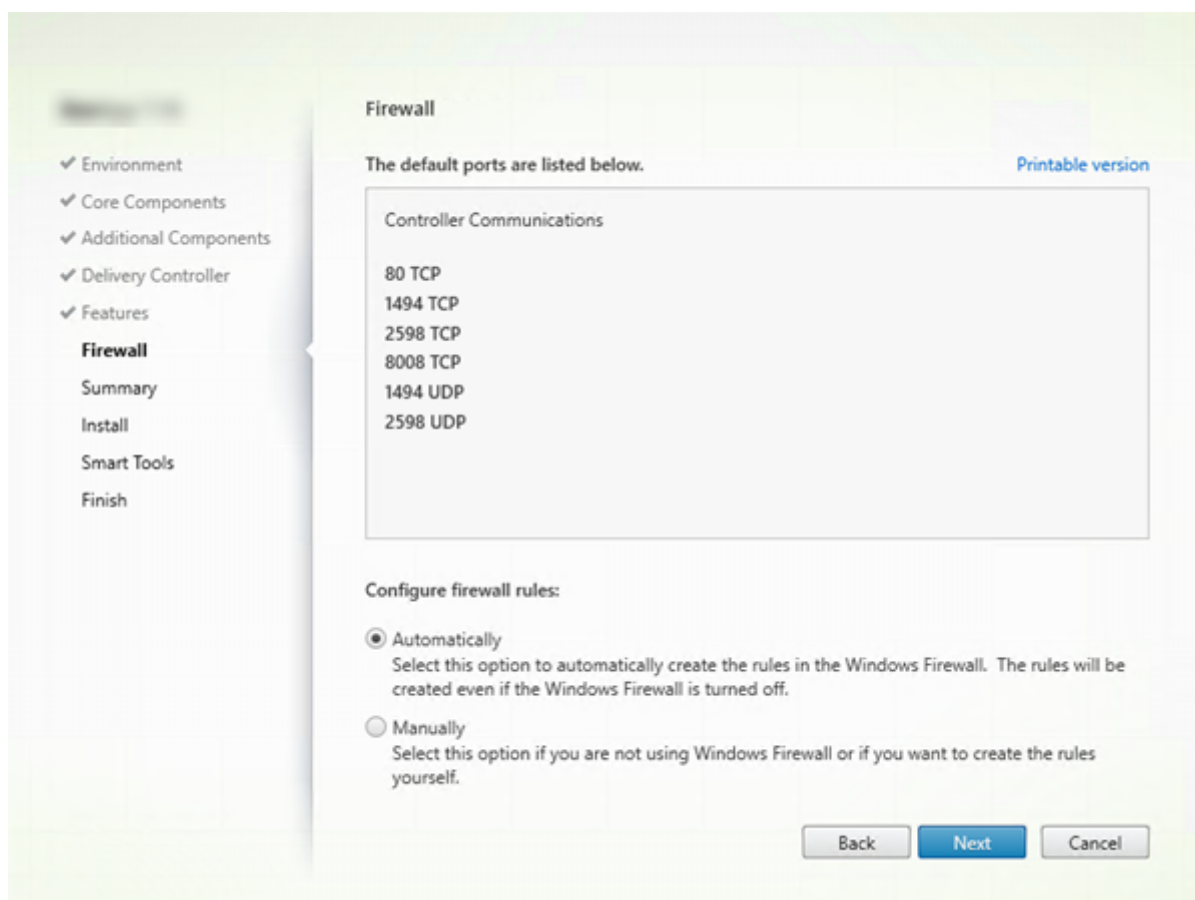 Environment
Core Components
Additional Components
Delivery Controller
Features
Firewall
Summary
Install
Smart Tools
Finish
Firewall
The default ports are listed below.
Printable version
Controller Communications
80 TCP
1494 TCP
2598 TCP
8008 TCP
1494 UDP
2598 UDP
Configure firewall rules:
Automatically
Select this option to automatically create the rules in the Windows Firewall. The rules will be
created even if the Windows Firewall is turned off.
Manually
Select this option if you are not using Windows Firewall or if you want to create the rules
yourself.
Back
Next
Cancel